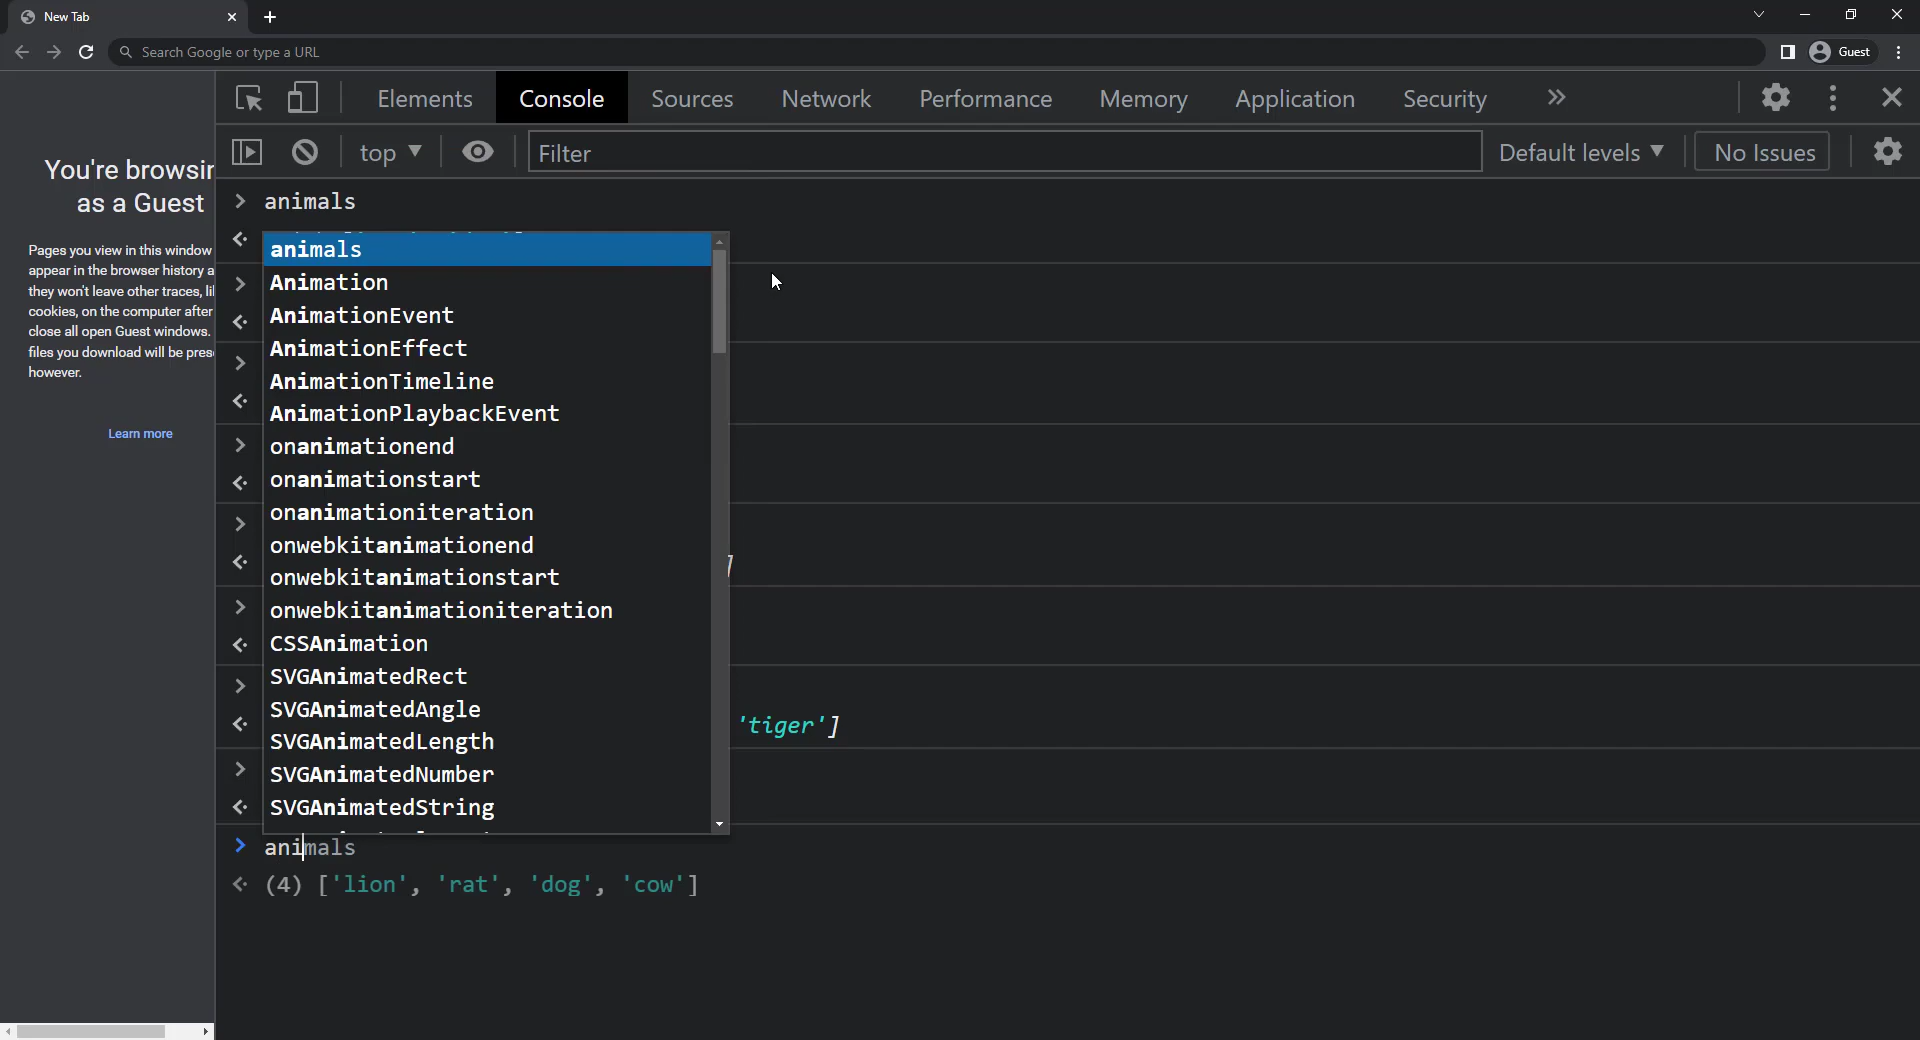 New Tab
Search Google or type a URL
Guest
Elements Console Sources Network Performance Memory Application Security
top Filter Default levels No Issues
You're browsin
as a Guest
Pages you view in this window
appear in the browser history a
they won't leave other traces, li
cookies, on the computer after
close all open Guest windows.
files you download will be pres
however.
Learn more
> animals
animals
Animation
AnimationEvent
AnimationEffect
AnimationTimeline
AnimationPlaybackEvent
onanimationend
onanimationstart
onanimationiteration
onwebkitanimationend
onwebkitanimationstart
]
onwebkitanimationiteration
CSSAnimation
SVGAnimatedRect
SVGAnimatedAngle
'tiger']
SVGAnimatedLength
SVGAnimatedNumber
SVGAnimatedString
> animals
(4) ['lion', 'rat', 'dog', 'cow']